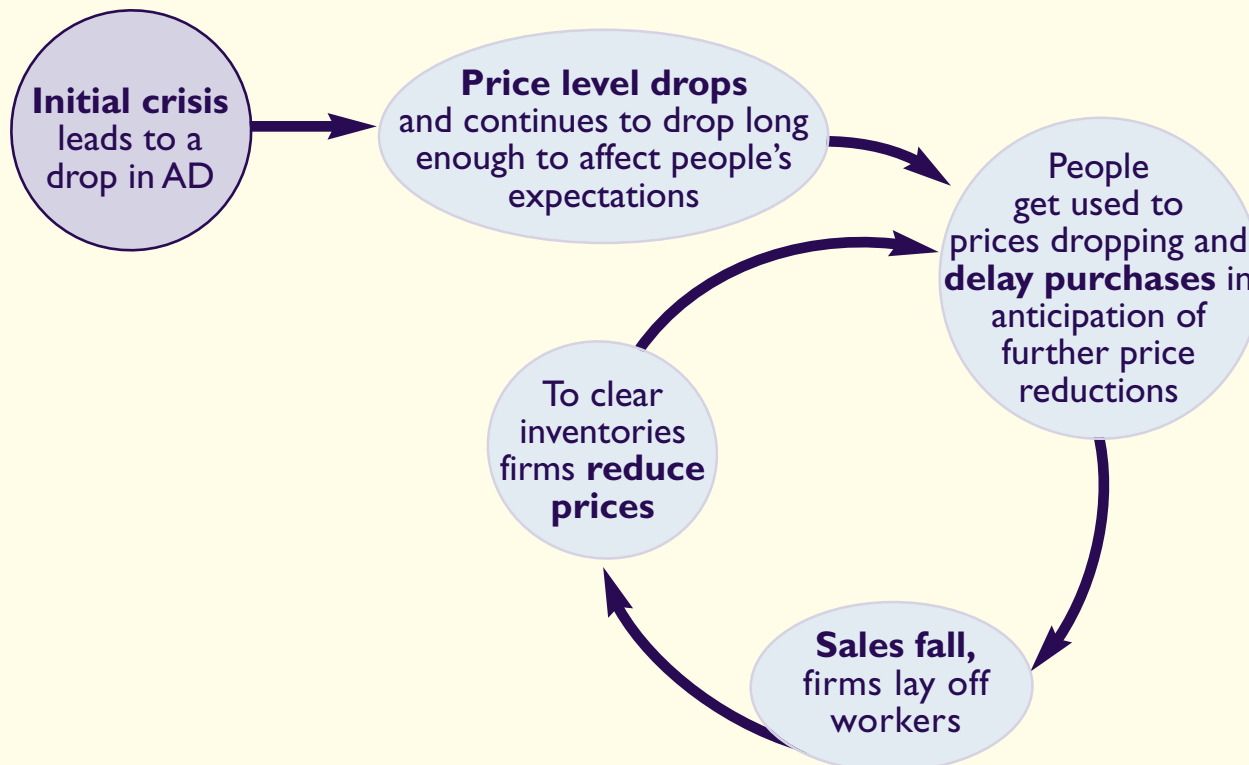 Initial crisis
leads to a
drop in AD
Price level drops
and continues to drop long
enough to affect people's
expectations
People
get used to
prices dropping and
delay purchases in
anticipation of
further price
reductions
To clear
inventories
firms reduce
prices
Sales fall,
firms lay off
workers